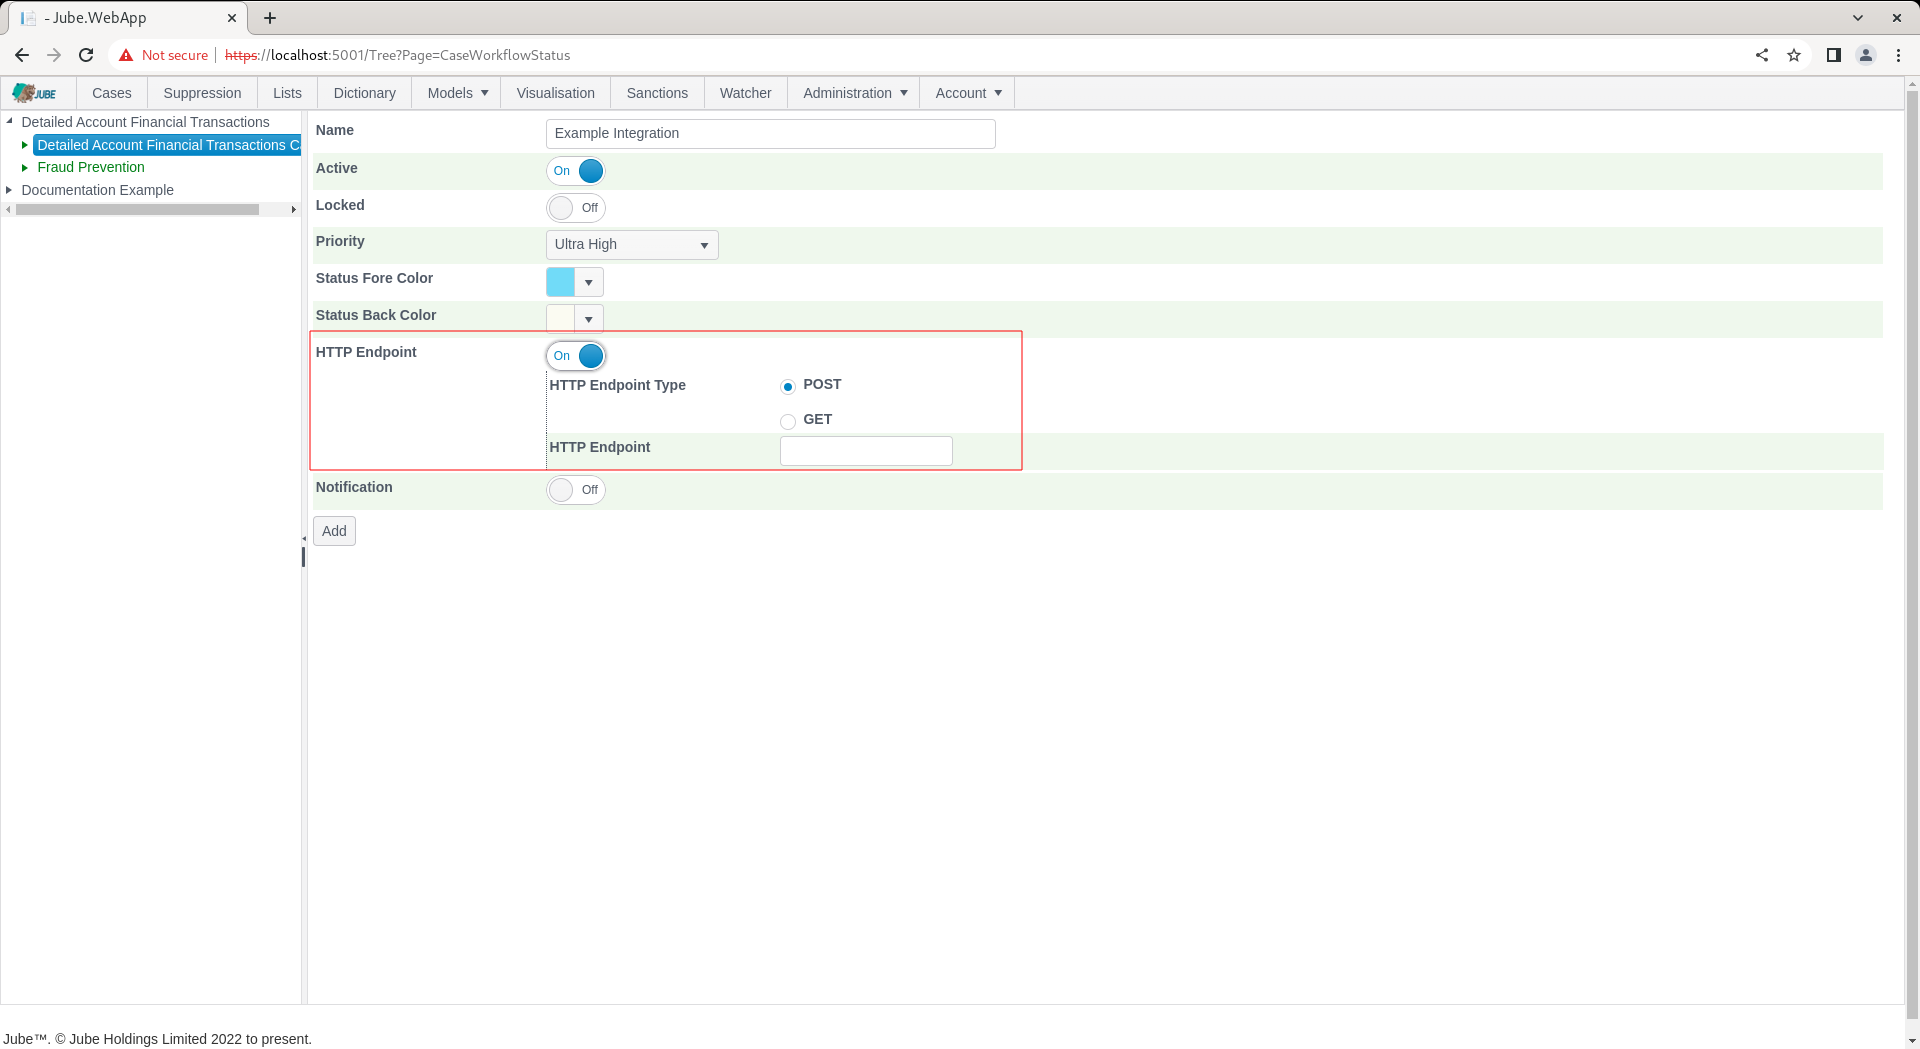 - Jube.WebApp
Not secure https://localhost:5001/Tree?Page=CaseWorkflowStatus
JUBE Cases Suppression Lists Dictionary Models Visualisation Sanctions Watcher Administration Account
Detailed Account Financial Transactions
Detailed Account Financial Transactions C
Fraud Prevention
Documentation Example
Name Example Integration
Active On
Locked Off
Priority Ultra High
Status Fore Color
Status Back Color
HTTP Endpoint On
HTTP Endpoint Type POST
GET
HTTP Endpoint
Notification Off
Add
Jube™. © Jube Holdings Limited 2022 to present.